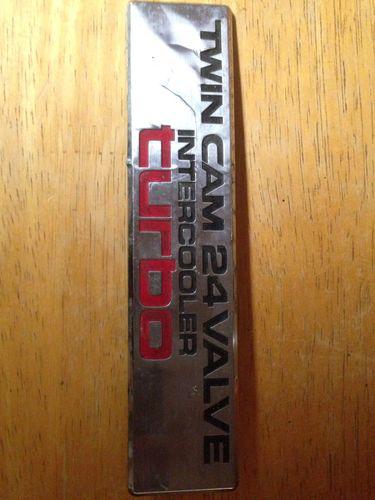 TWIN CAM 24 VALVE
INTERCOOLER
turbo